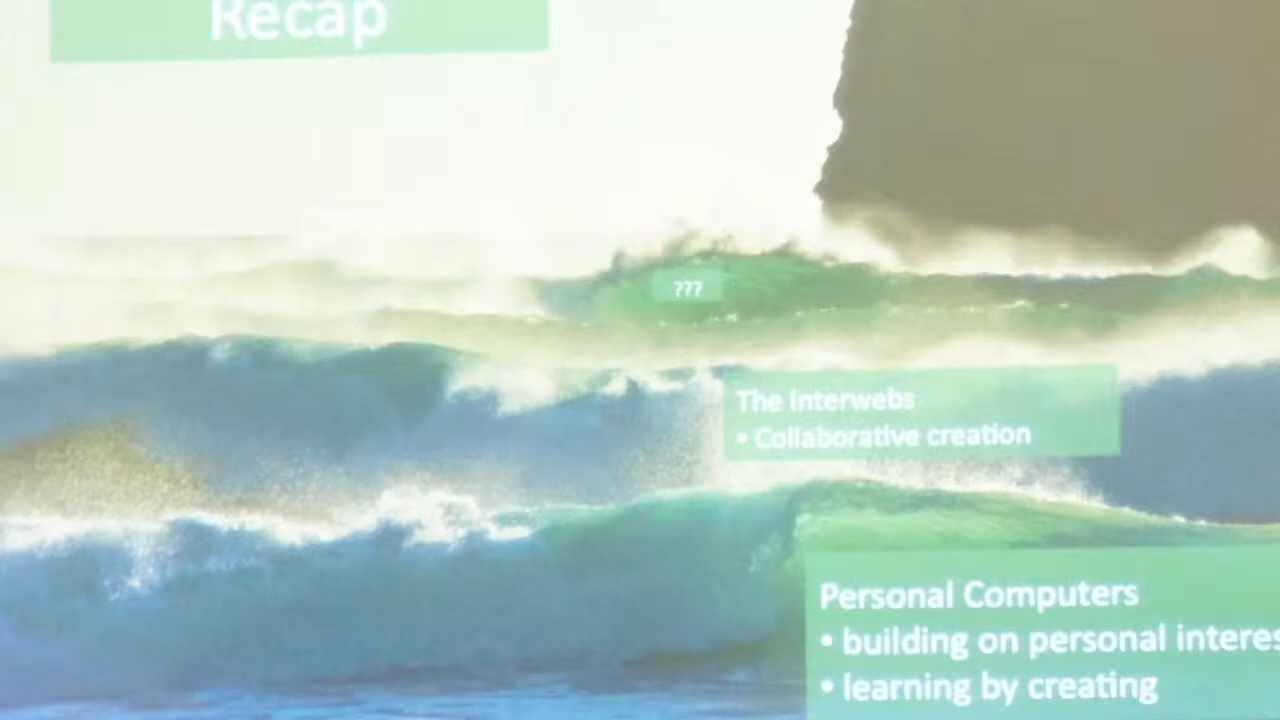 Recap
???
The Interwebs
• Collaborative creation
Personal Computers
• building on personal interes
• learning by creating